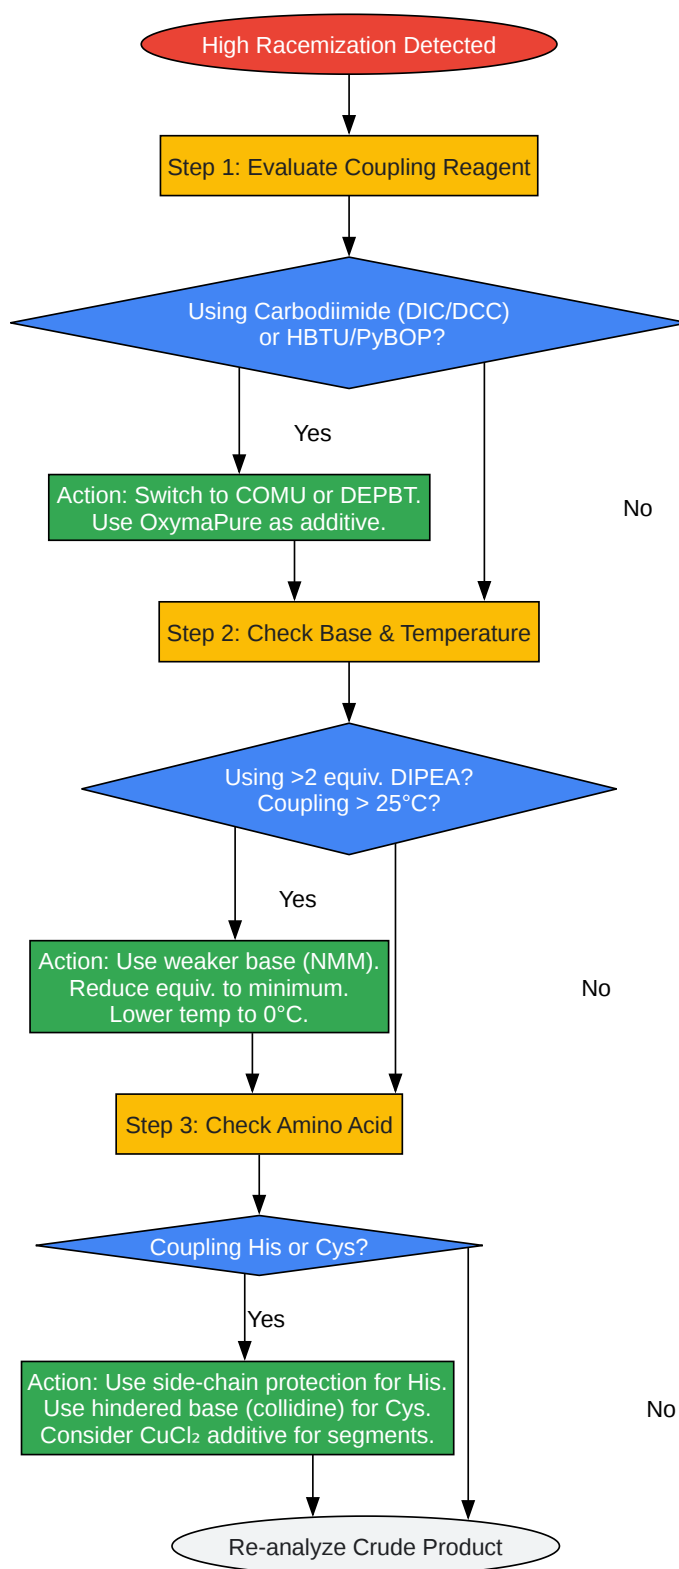 High Racemization Detected
Step 1: Evaluate Coupling Reagent
Using Carbodiimide (DIC/DCC)
or HBTU/PyBOP?
Yes
Action: Switch to COMU or DEPBT.
Use OxymaPure as additive.
No
Step 2: Check Base & Temperature
Using >2 equiv. DIPEA?
Coupling > 25°C?
Yes
Action: Use weaker base (NMM).
Reduce equiv. to minimum.
Lower temp to 0°C.
No
Step 3: Check Amino Acid
Coupling His or Cys?
Yes
Action: Use side-chain protection for His.
Use hindered base (collidine) for Cys.
Consider CuCl₂ additive for segments.
No
Re-analyze Crude Product